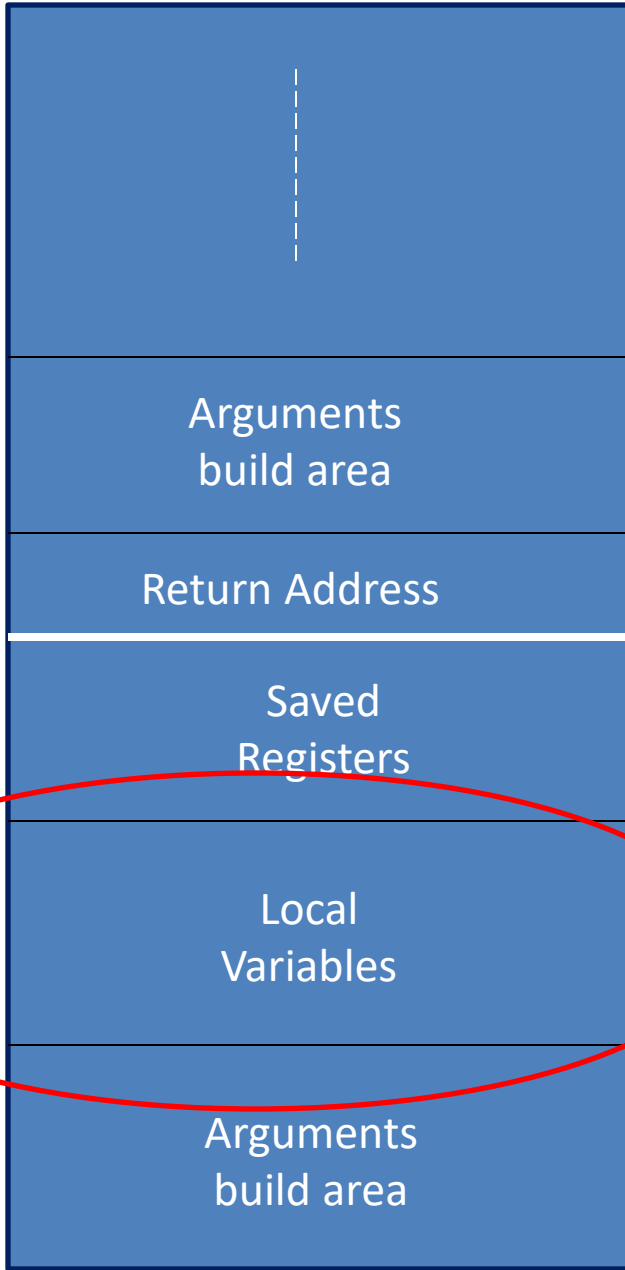 Arguments
build area
Return Address
Saved
Registers
Local
Variables
Arguments
build area